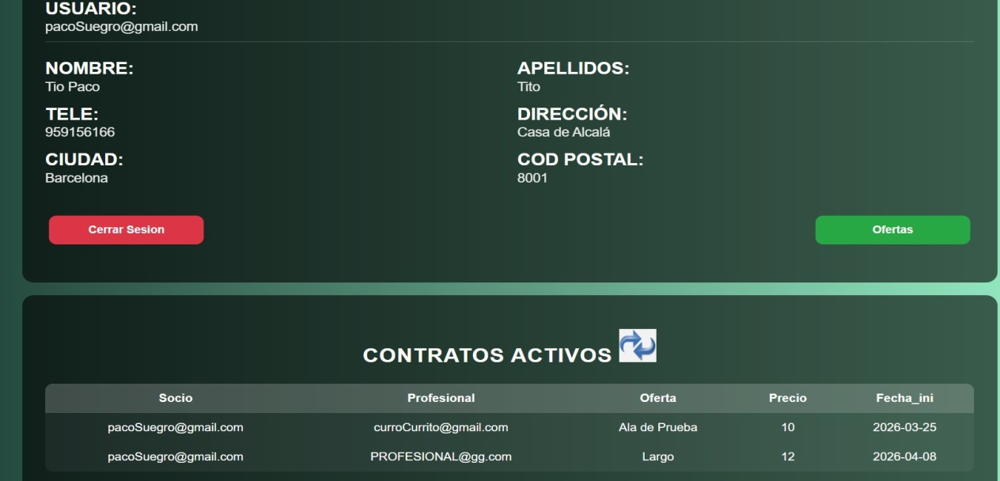 USUARIO:
pacoSuegro@gmail.com
NOMBRE: APELLIDOS:
Tio Paco Tito
TELE: DIRECCIÓN:
959156166 Casa de Alcalá
CIUDAD: COD POSTAL:
Barcelona 8001
Cerrar Sesion Ofertas
CONTRATOS ACTIVOS
Socio Profesional Oferta Precio Fecha_ini
pacoSuegro@gmail.com curroCurrito@gmail.com Ala de Prueba 10 2026-03-25
pacoSuegro@gmail.com PROFESIONAL@gg.com Largo 12 2026-04-08